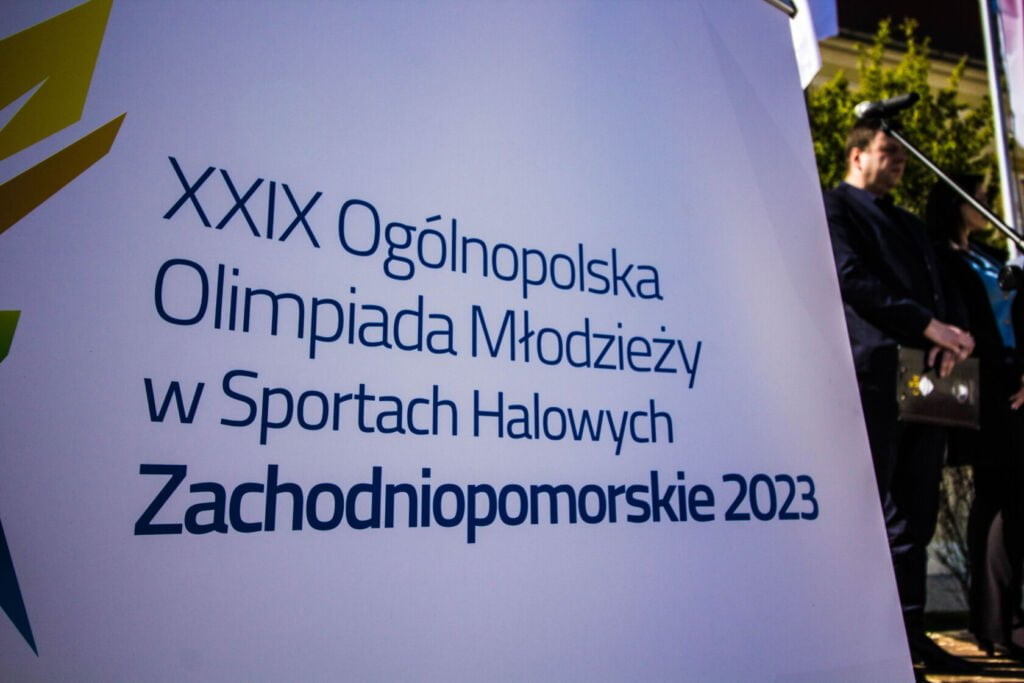 XXIX Ogólnopolska
Olimpiada Młodzieży
w Sportach Halowych
Zachodniopomorskie 2023